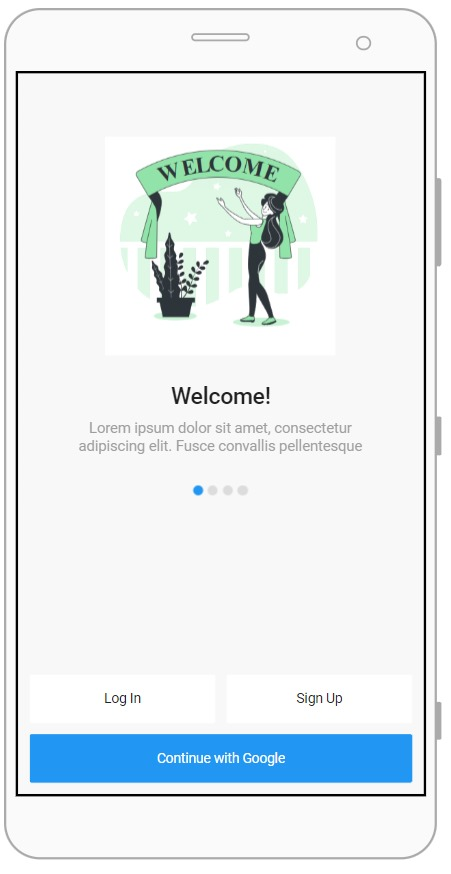 WELCOME
Welcome!
Lorem ipsum dolor sit amet, consectetur
adipiscing elit. Fusce convallis pellentesque
Log In
Sign Up
Continue with Google